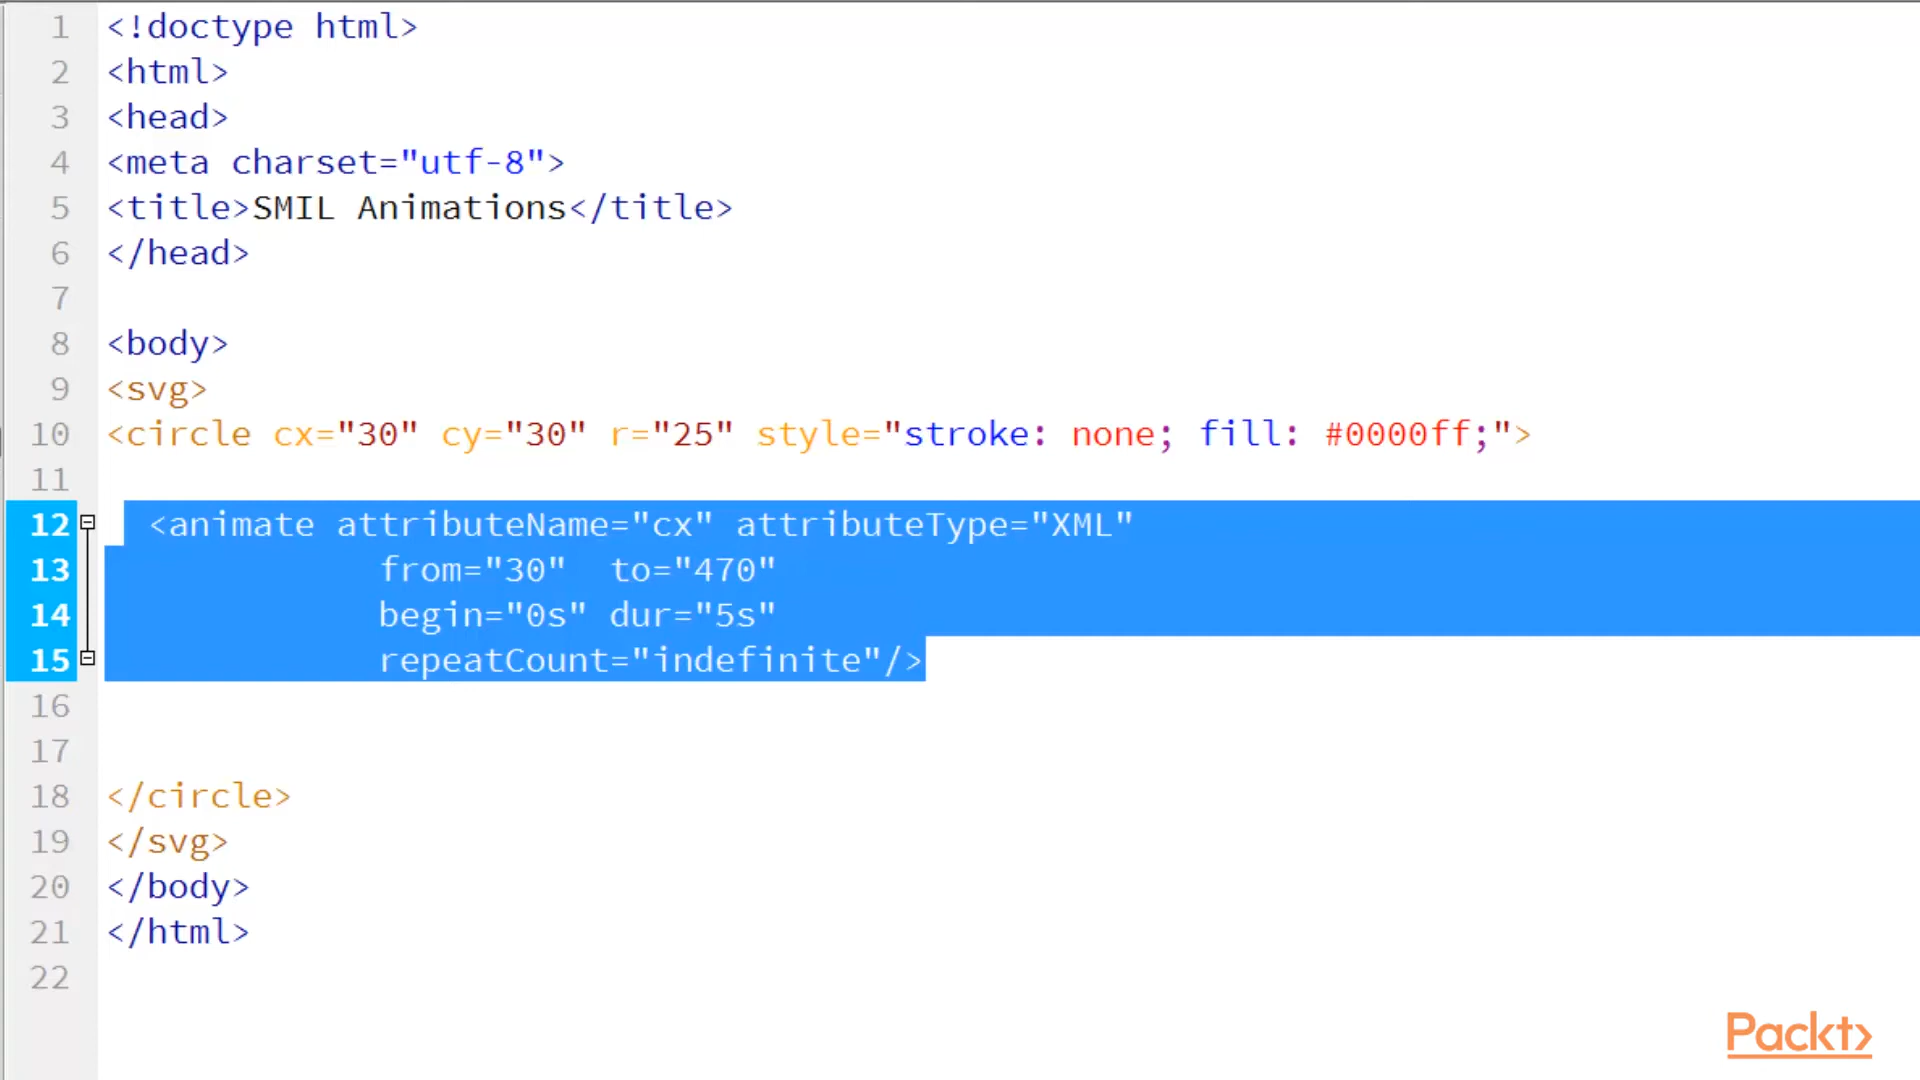 1 <!doctype html>
2 <html>
3 <head>
4 <meta charset="utf-8">
5 <title>SMIL Animations</title>
6 </head>
7
8 <body>
9 <svg>
10 <circle cx="30" cy="30" r="25" style="stroke: none; fill: #0000ff;">
11
12 <animate attributeName="cx" attributeType="XML"
13 from="30" to="470"
14 begin="0s" dur="5s"
15 repeatCount="indefinite"/>
16
17
18 </circle>
19 </svg>
20 </body>
21 </html>
22
Packt>